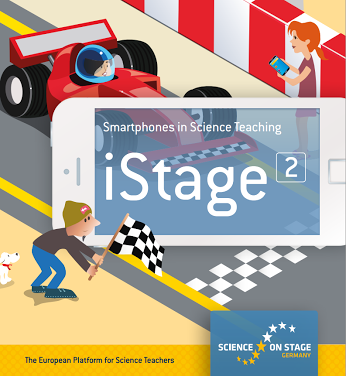 Smartphones in Science Teaching
iStage 2
SCIENCE ON STAGE
GERMANY
The European Platform for Science Teachers